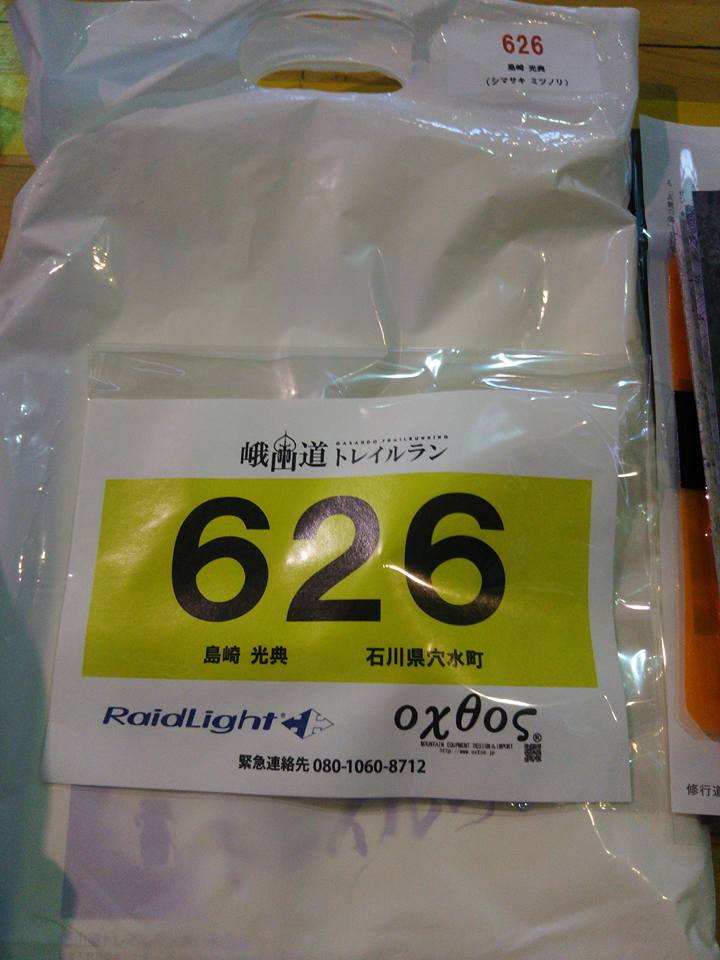 626
島崎 光典
(シマサキ ミツノリ)
GASANDO TRAILRUNNING
峨山道トレイルラン
626
島崎 光典 石川県穴水町
RaidLight
οχθος
MOUNTAIN EQUIPMENT DESIGN & IMPORT
緊急連絡先 080-1060-8712
修行道